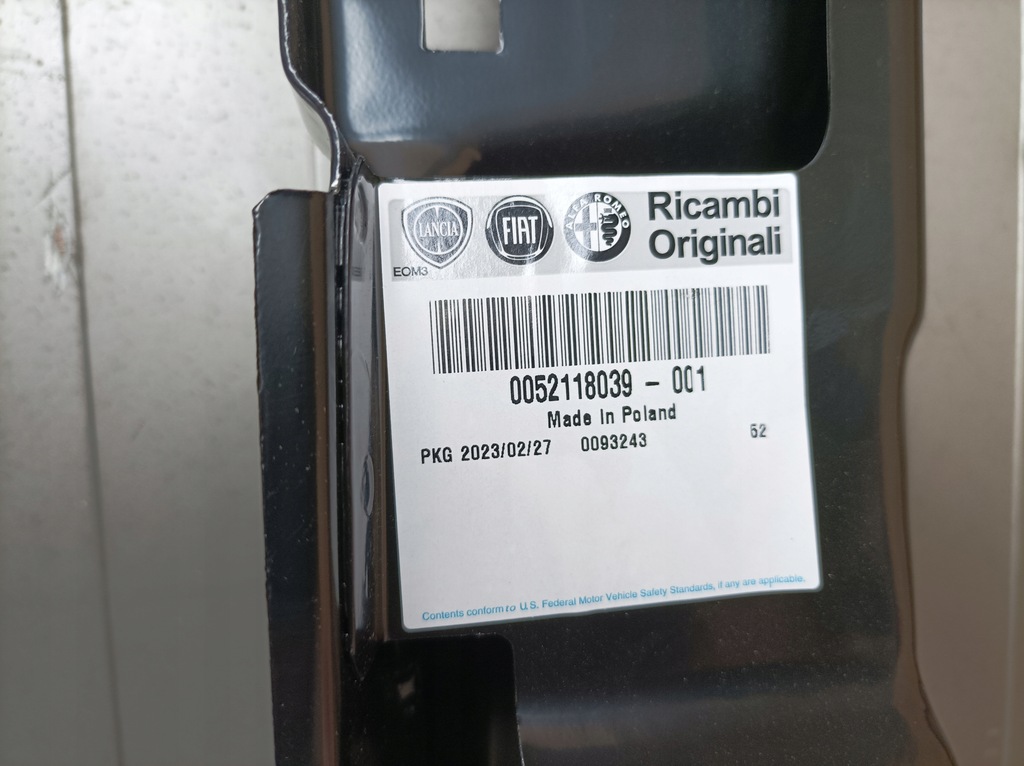 LANCIA FIAT ALFA ROMEO Ricambi
Originali
EOM3
0052118039 - 001
Made In Poland
PKG 2023/02/27 0093243 52
Contents conform to U.S. Federal Motor Vehicle Safety Standards, if any are applicable.